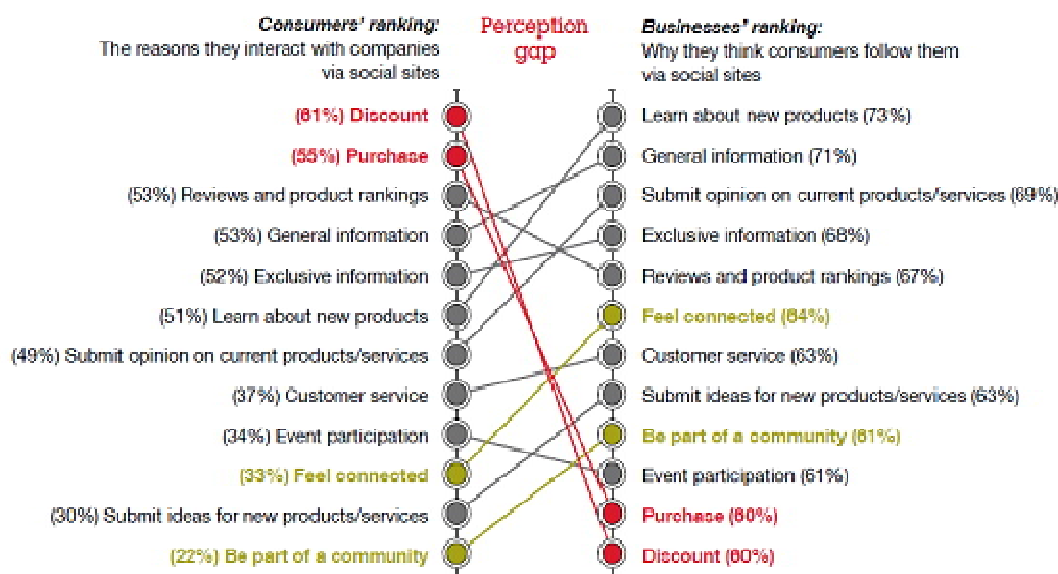 Consumers' ranking:
The reasons they interact with companies
via social sites
Perception
gap
Businesses' ranking:
Why they think consumers follow them
via social sites
(61%) Discount
(55%) Purchase
(53%) Reviews and product rankings
(53%) General information
(52%) Exclusive information
(51%) Learn about new products
(49%) Submit opinion on current products/services
(37%) Customer service
(34%) Event participation
(33%) Feel connected
(30%) Submit ideas for new products/services
(22%) Be part of a community
Learn about new products (73%)
General information (71%)
Submit opinion on current products/services (69%)
Exclusive information (68%)
Reviews and product rankings (67%)
Feel connected (64%)
Customer service (63%)
Submit ideas for new products/services (63%)
Be part of a community (61%)
Event participation (61%)
Purchase (60%)
Discount (60%)